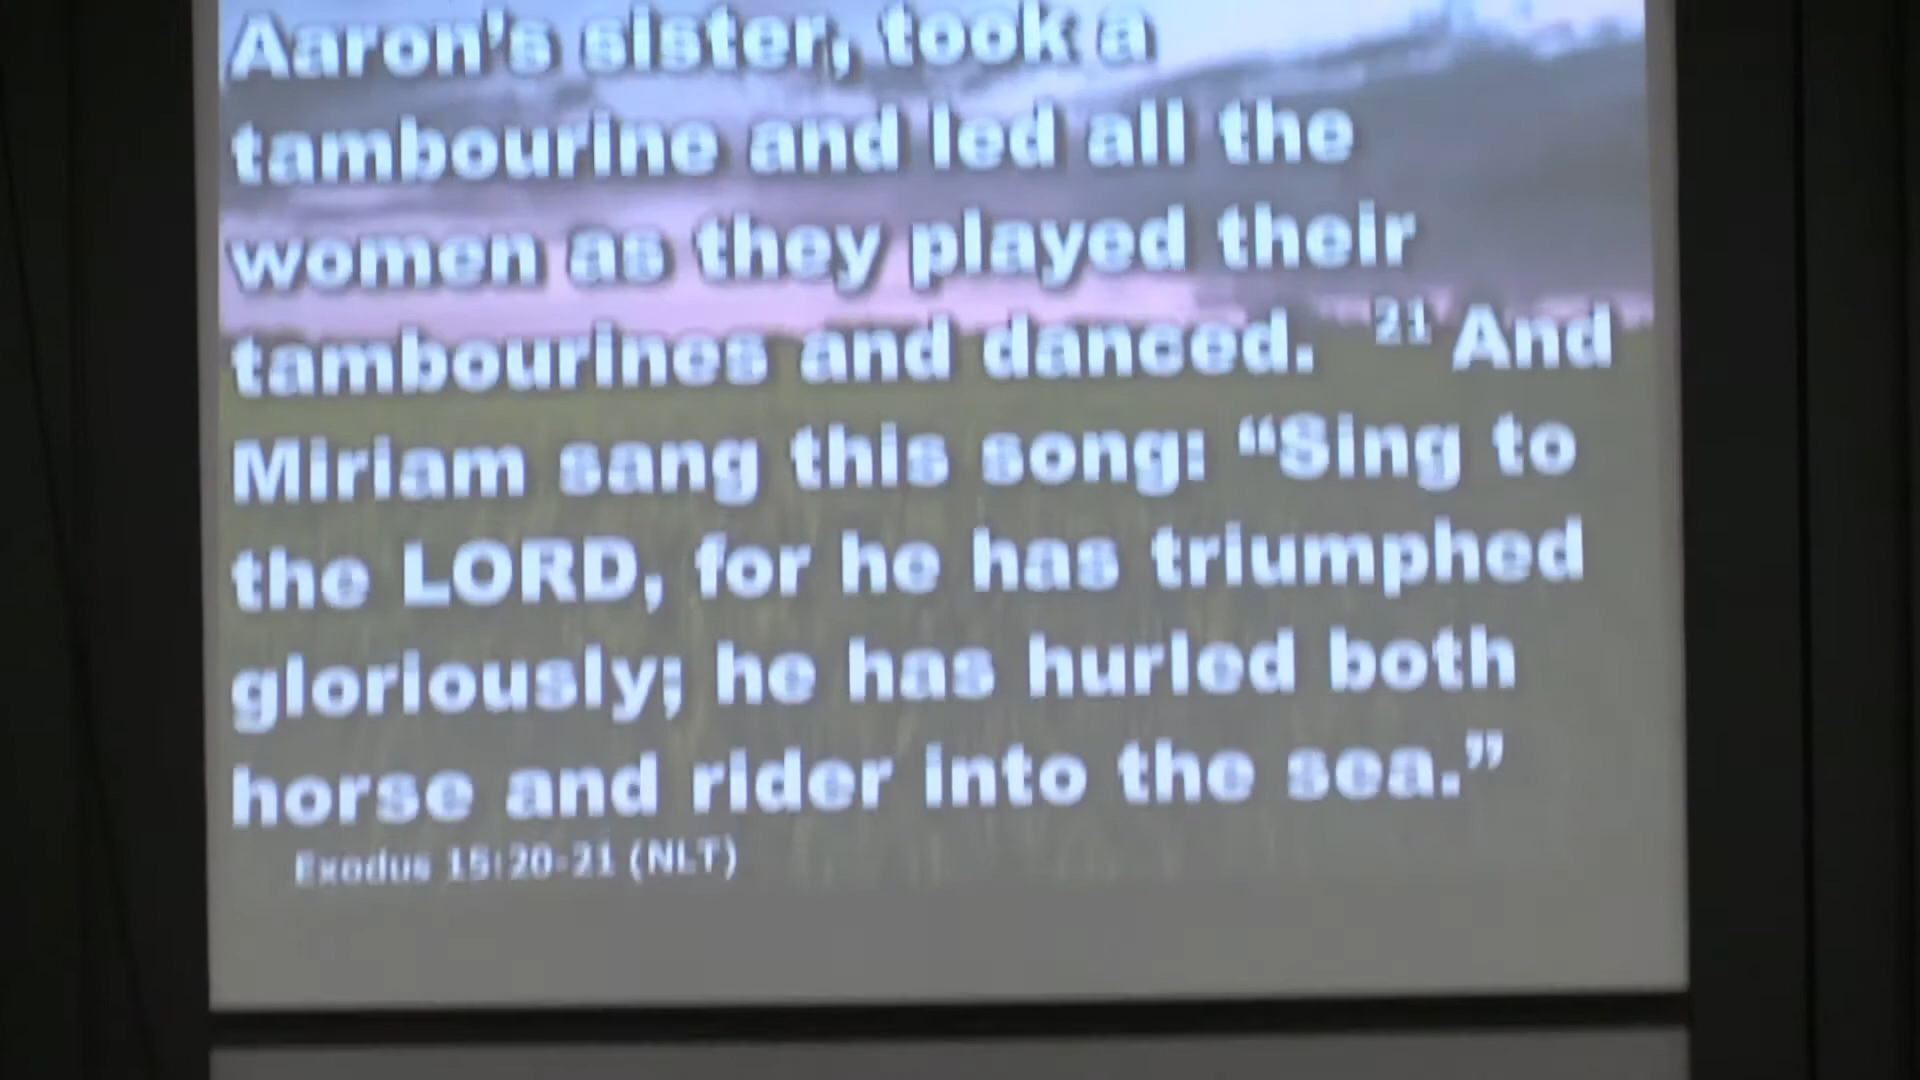 Aaron's sister, took a
tambourine and led all the
women as they played their
tambourines and danced. 21 And
Miriam sang this song: “Sing to
the LORD, for he has triumphed
gloriously; he has hurled both
horse and rider into the sea.”
Exodus 15:20-21 (NLT)